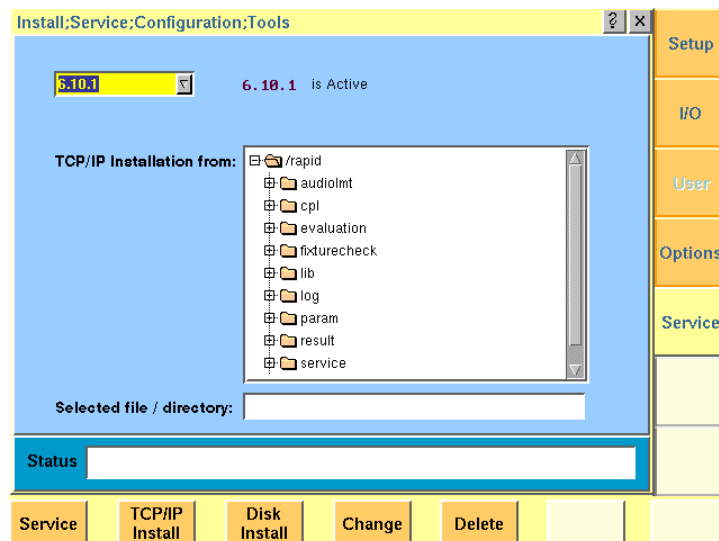 Install;Service;Configuration;Tools
? x
Setup
6.10.1
6.10.1 is Active
I/O
TCP/IP Installation from:
/rapid
audiolmt
cpl
User
evaluation
fixturecheck
Options
lib
log
param
Service
result
service
Selected file / directory:
Status
Service
TCP/IP Install
Disk Install
Change
Delete